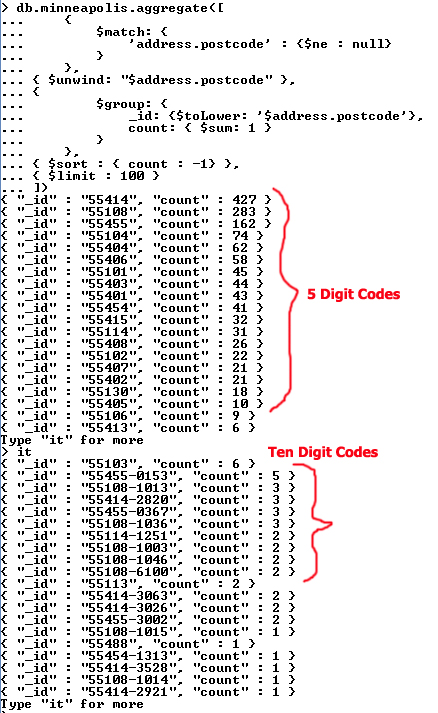 > db.minneapolis.aggregate([
... {
... $match: {
... 'address.postcode' : {$ne : null}
... }
... },
... { $unwind: "$address.postcode" },
... {
... $group: {
... _id: {$toLower: '$address.postcode'},
... count: { $sum: 1 }
... }
... },
... { $sort : { count : -1} },
... { $limit : 100 }
... ])
{ "_id" : "55414", "count" : 427 }
{ "_id" : "55108", "count" : 283 }
{ "_id" : "55455", "count" : 162 }
{ "_id" : "55104", "count" : 74 }
{ "_id" : "55404", "count" : 62 }
{ "_id" : "55406", "count" : 58 }
{ "_id" : "55101", "count" : 45 }
{ "_id" : "55403", "count" : 44 }
{ "_id" : "55401", "count" : 43 }
{ "_id" : "55454", "count" : 41 }
{ "_id" : "55415", "count" : 32 }
{ "_id" : "55114", "count" : 31 }
{ "_id" : "55408", "count" : 26 }
{ "_id" : "55102", "count" : 22 }
{ "_id" : "55407", "count" : 21 }
{ "_id" : "55402", "count" : 21 }
{ "_id" : "55130", "count" : 18 }
{ "_id" : "55405", "count" : 10 }
{ "_id" : "55106", "count" : 9 }
{ "_id" : "55413", "count" : 6 }
5 Digit Codes
Type "it" for more
> it
Ten Digit Codes
{ "_id" : "55103", "count" : 6 }
{ "_id" : "55455-0153", "count" : 5 }
{ "_id" : "55108-1013", "count" : 3 }
{ "_id" : "55414-2820", "count" : 3 }
{ "_id" : "55455-0367", "count" : 3 }
{ "_id" : "55108-1036", "count" : 3 }
{ "_id" : "55114-1251", "count" : 2 }
{ "_id" : "55108-1003", "count" : 2 }
{ "_id" : "55108-1046", "count" : 2 }
{ "_id" : "55108-6100", "count" : 2 }
{ "_id" : "55113", "count" : 2 }
{ "_id" : "55414-3063", "count" : 2 }
{ "_id" : "55414-3026", "count" : 2 }
{ "_id" : "55455-3002", "count" : 2 }
{ "_id" : "55108-1015", "count" : 1 }
{ "_id" : "55488", "count" : 1 }
{ "_id" : "55454-1313", "count" : 1 }
{ "_id" : "55414-3528", "count" : 1 }
{ "_id" : "55108-1014", "count" : 1 }
{ "_id" : "55414-2921", "count" : 1 }
Type "it" for more